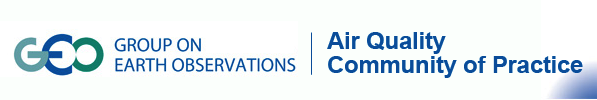 GEO
GROUP ON
EARTH OBSERVATIONS
Air Quality
Community of Practice